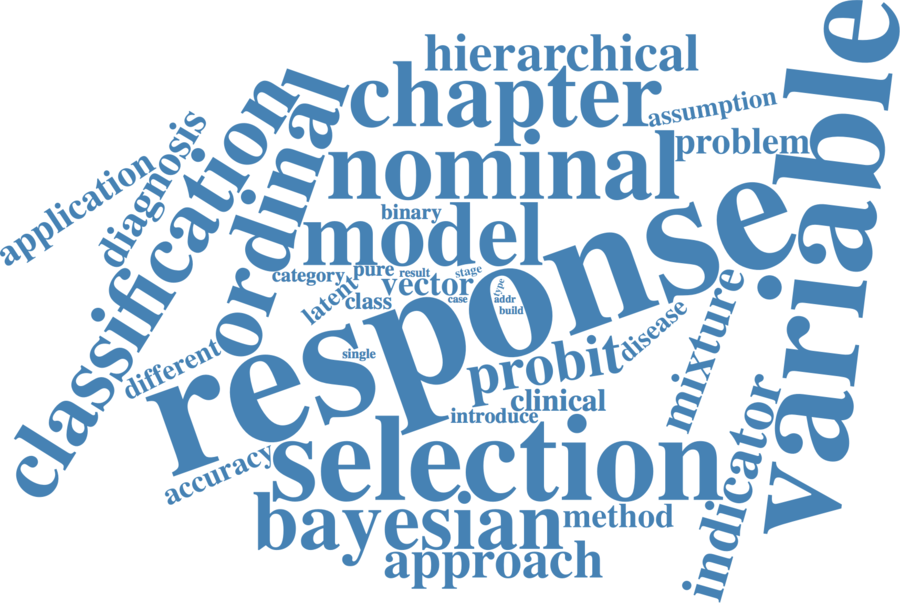 hierarchical
chapter
assumption
problem
variable
nominal
classification
ordinal
diagnosis
application
binary
model
response
category
pure
result
stage
vector
latent
class
case
type
addr
build
single
different
probit
disease
mixture
clinical
introduce
indicator
accuracy
selection
bayesian
method
approach